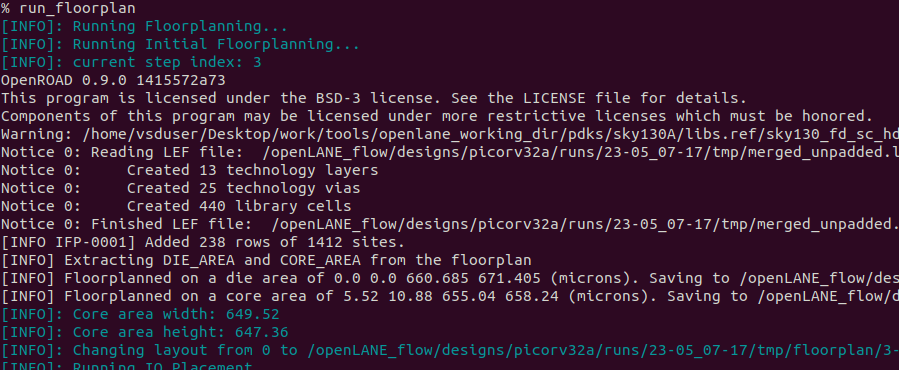 % run_floorplan
[INFO]: Running Floorplanning...
[INFO]: Running Initial Floorplanning...
[INFO]: current step index: 3
OpenROAD 0.9.0 1415572a73
This program is licensed under the BSD-3 license. See the LICENSE file for details.
Components of this program may be licensed under more restrictive licenses which must be honored.
Warning: /home/vsduser/Desktop/work/tools/openlane_working_dir/pdks/sky130A/libs.ref/sky130_fd_sc_hd
Notice 0: Reading LEF file:  /openLANE_flow/designs/picorv32a/runs/23-05_07-17/tmp/merged_unpadded.l
Notice 0:     Created 13 technology layers
Notice 0:     Created 25 technology vias
Notice 0:     Created 440 library cells
Notice 0: Finished LEF file:  /openLANE_flow/designs/picorv32a/runs/23-05_07-17/tmp/merged_unpadded.
[INFO IFP-0001] Added 238 rows of 1412 sites.
[INFO] Extracting DIE_AREA and CORE_AREA from the floorplan
[INFO] Floorplanned on a die area of 0.0 0.0 660.685 671.405 (microns). Saving to /openLANE_flow/des
[INFO] Floorplanned on a core area of 5.52 10.88 655.04 658.24 (microns). Saving to /openLANE_flow/d
[INFO]: Core area width: 649.52
[INFO]: Core area height: 647.36
[INFO]: Changing layout from 0 to /openLANE_flow/designs/picorv32a/runs/23-05_07-17/tmp/floorplan/3-
[INFO]: Running IO Placement